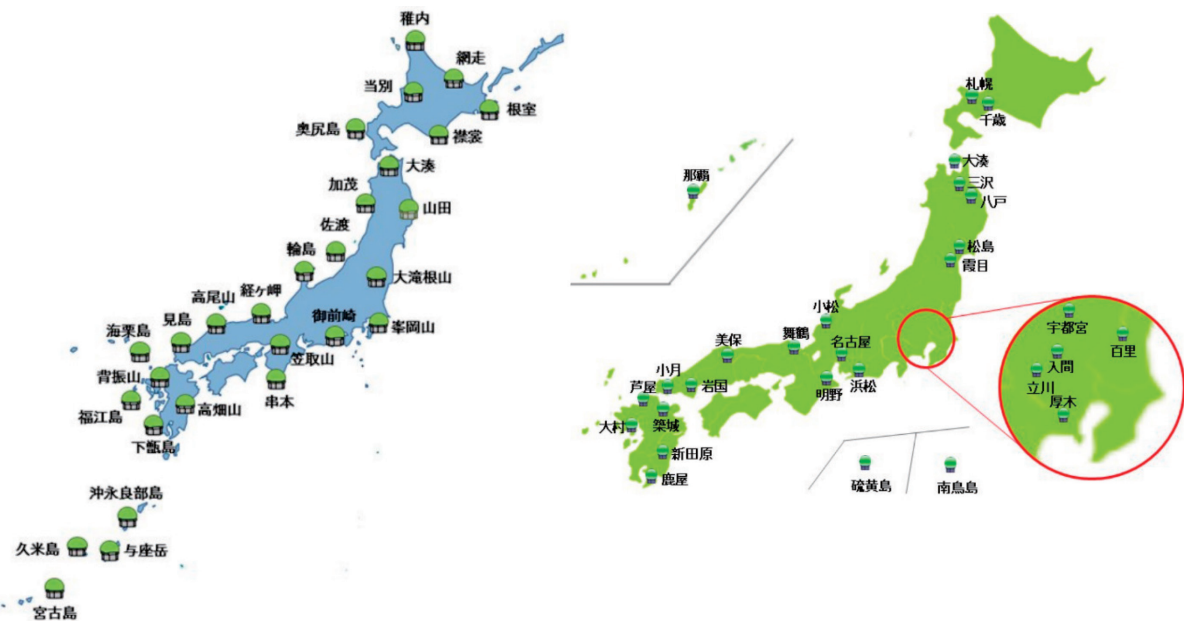 稚内
網走
当別
根室
奥尻島
襟裳
大湊
加茂
山田
佐渡
輪島
大滝根山
経ヶ岬
高尾山
御前崎
峯岡山
見島
海栗島
笠取山
背振山
串本
福江島
高畑山
下甑島
沖永良部島
久米島
与座岳
宮古島
札幌
千歳
大湊
三沢
八戸
那覇
松島
霞目
小松
舞鶴
名古屋
美保
小月
岩国
明野
浜松
芦屋
築城
大村
新田原
鹿屋
硫黄島
南鳥島
宇都宮
百里
入間
立川
厚木